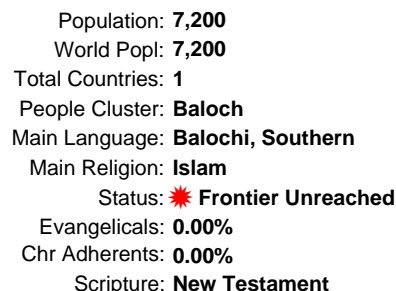 Population: 7,200
World Popl: 7,200
Total Countries: 1
People Cluster: Baloch
Main Language: Balochi, Southern
Main Religion: Islam
Status: Frontier Unreached
Evangelicals: 0.00%
Chr Adherents: 0.00%
Scripture: New Testament